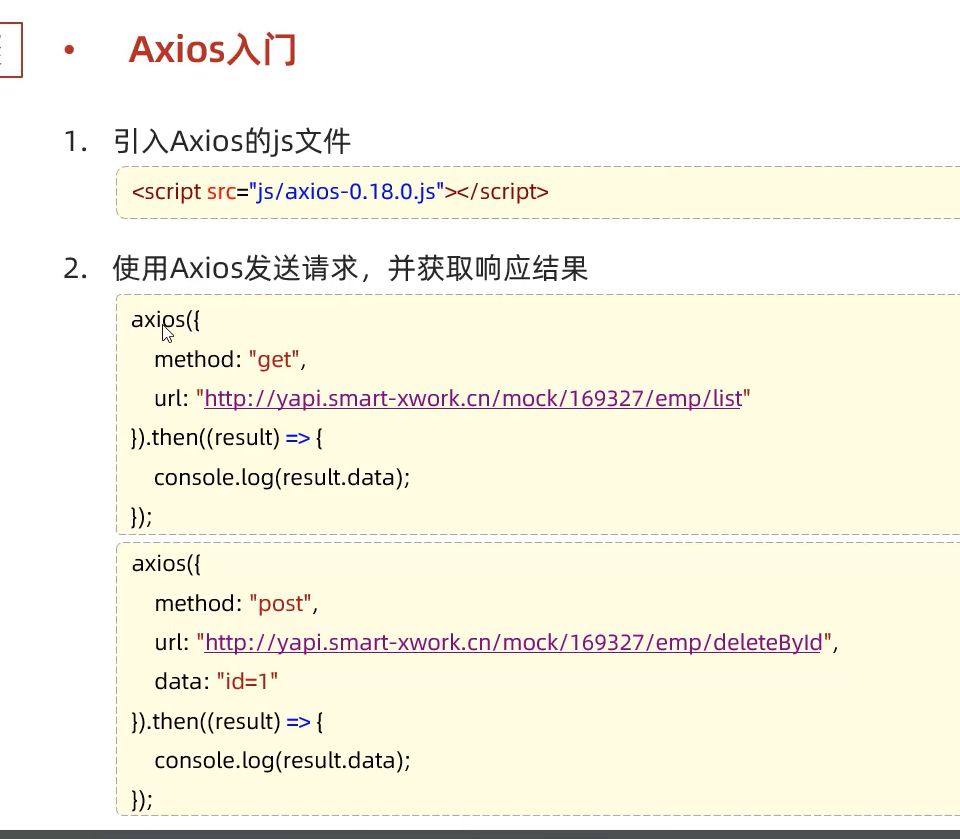 • Axios入门
1. 引入Axios的js文件
<script src="js/axios-0.18.0.js"></script>
2. 使用Axios发送请求，并获取响应结果
axios({
method: "get",
url: "http://yapi.smart-xwork.cn/mock/169327/emp/list"
}).then((result) => {
console.log(result.data);
});
axios({
method: "post",
url: "http://yapi.smart-xwork.cn/mock/169327/emp/deleteById",
data: "id=1"
}).then((result) => {
console.log(result.data);
});